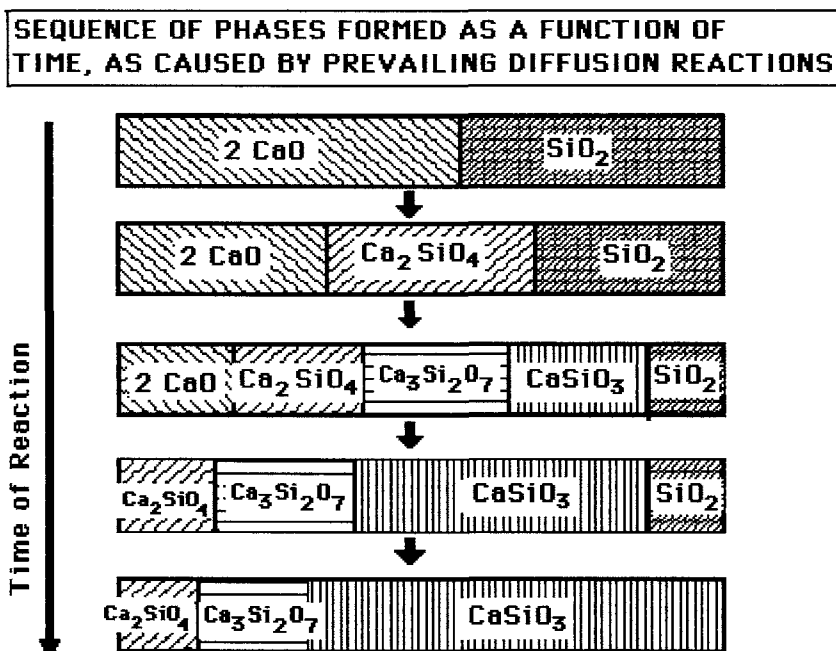 SEQUENCE OF PHASES FORMED AS A FUNCTION OF
TIME, AS CAUSED BY PREVAILING DIFFUSION REACTIONS
2 CaO SiO₂
2 CaO Ca₂SiO₄ SiO₂
2 CaO Ca₂SiO₄ Ca₃Si₂O₇ CaSiO₃ SiO₂
Ca₂SiO₄ Ca₃Si₂O₇ CaSiO₃ SiO₂
Ca₂SiO₄ Ca₃Si₂O₇ CaSiO₃
Time of Reaction